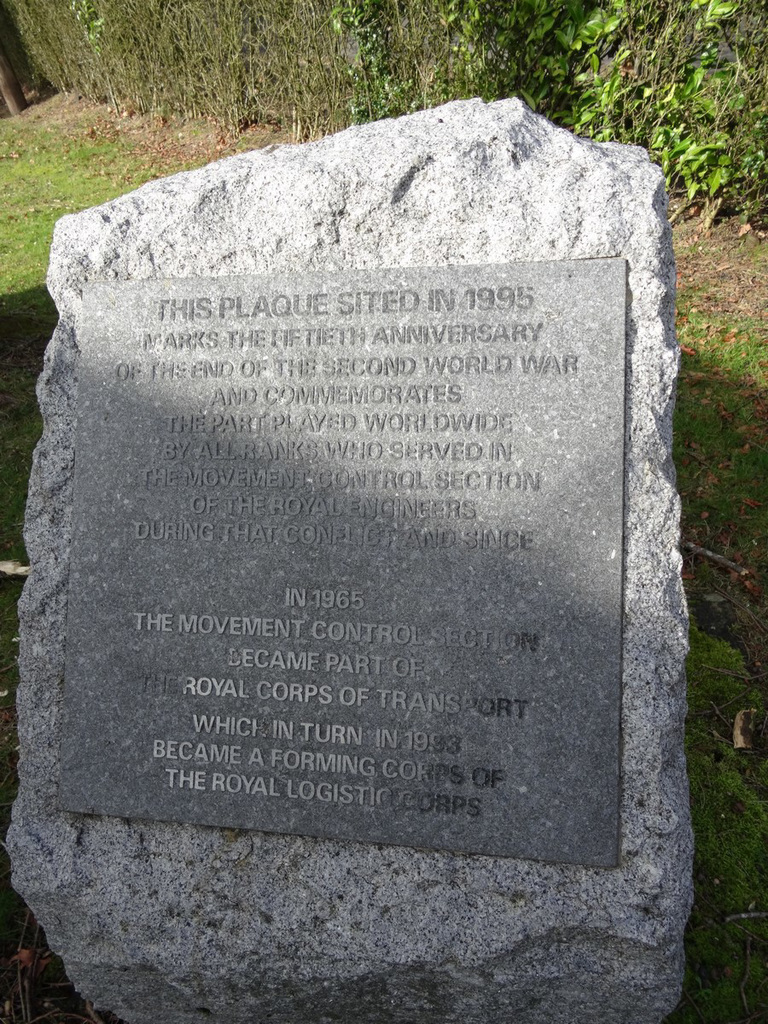 THIS PLAQUE SITED IN 1995
MARKS THE FIFTIETH ANNIVERSARY
OF THE END OF THE SECOND WORLD WAR
AND COMMEMORATES
THE PART PLAYED WORLDWIDE
BY ALL RANKS WHO SERVED IN
THE MOVEMENT CONTROL SECTION
OF THE ROYAL ENGINEERS
DURING THAT CONFLICT AND SINCE
IN 1965
THE MOVEMENT CONTROL SECTION
BECAME PART OF
THE ROYAL CORPS OF TRANSPORT
WHICH IN TURN IN 1993
BECAME A FORMING CORPS OF
THE ROYAL LOGISTIC CORPS